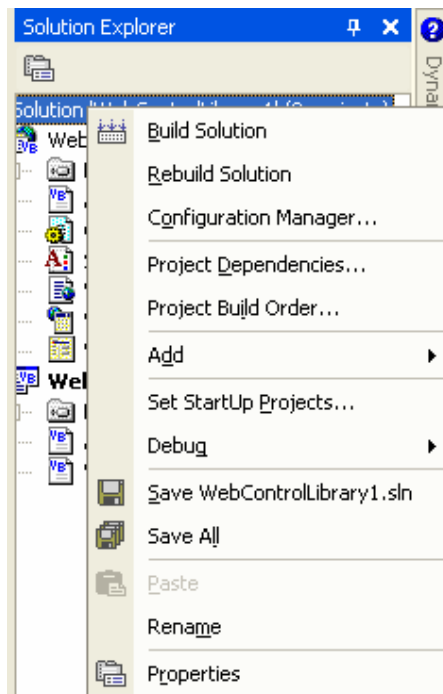 Solution Explorer
Dyna
Solution
Web
Build Solution
Rebuild Solution
Configuration Manager...
Project Dependencies...
Project Build Order...
Add
Web
Set StartUp Projects...
Debug
Save WebControlLibrary1.sln
Save All
Paste
Rename
Properties